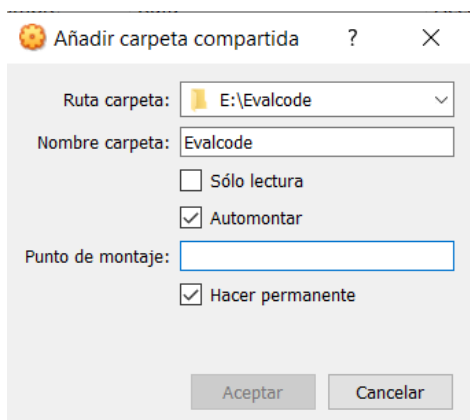 Añadir carpeta compartida ?
Ruta carpeta: E:\Evalcode
Nombre carpeta: Evalcode
Sólo lectura
Automontar
Punto de montaje:
Hacer permanente
Aceptar Cancelar